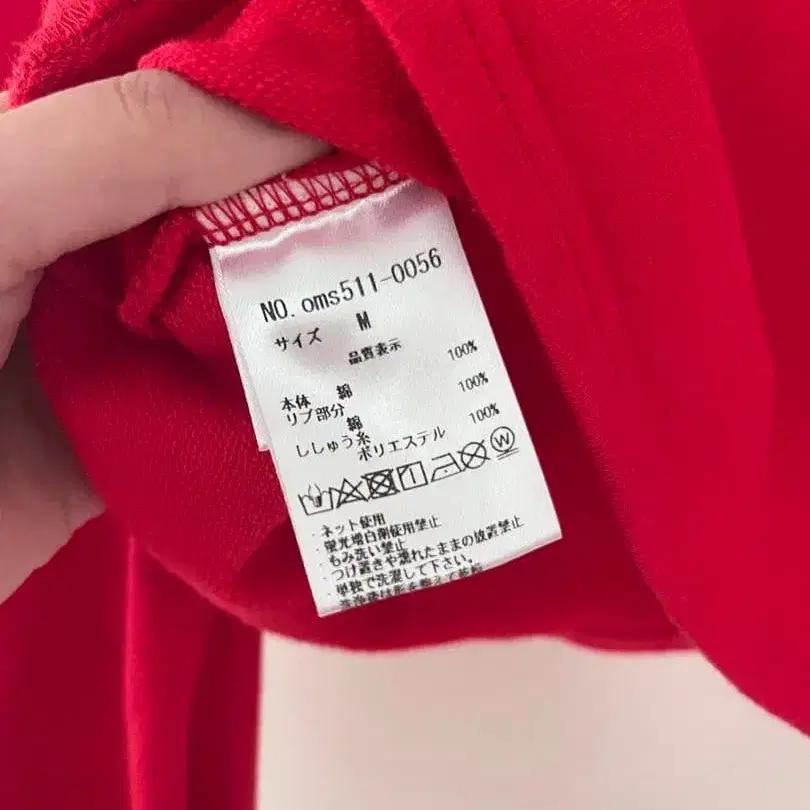 NO.oms511-0056
サイズ M
品質表示
本体 綿 100%
リブ部分 綿 100%
ししゅう糸 ポリエステル 100%
W
・ネット使用
・蛍光増白剤使用禁止
・もみ洗い禁止
・つけ置きや濡れたままの放置禁止
・単独で洗濯して下さい。